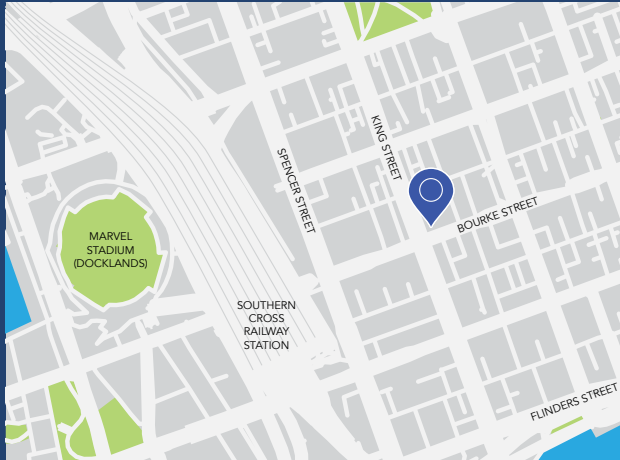 KING STREET
SPENCER STREET
BOURKE STREET
MARVEL
STADIUM
(DOCKLANDS)
SOUTHERN
CROSS
RAILWAY
STATION
FLINDERS STREET